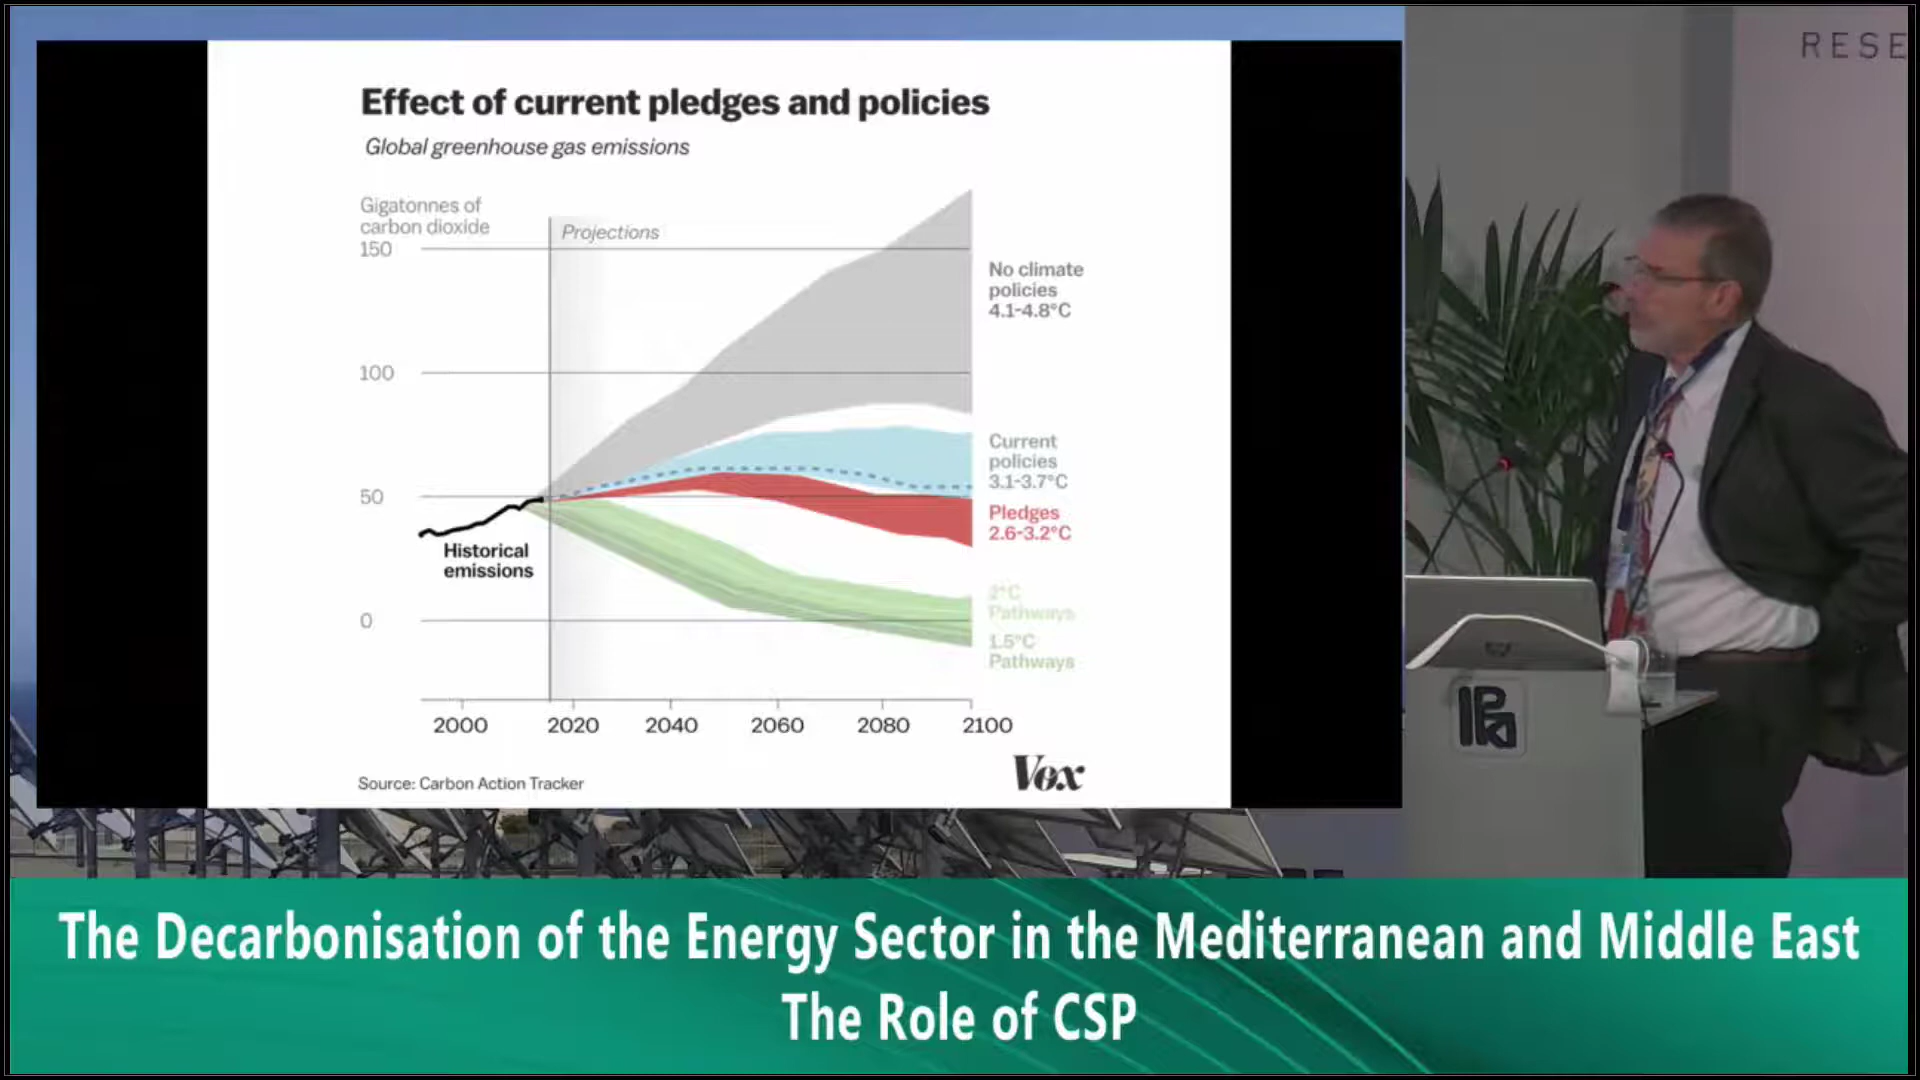 RESE
Effect of current pledges and policies
Global greenhouse gas emissions
Gigatonnes of
carbon dioxide
150
Projections
No climate
policies
4.1-4.8°C
100
Current
policies
3.1-3.7°C
50
Pledges
2.6-3.2°C
Historical
emissions
2°C
Pathways
0
1.5°C
Pathways
2000 2020 2040 2060 2080 2100
Source: Carbon Action Tracker
Vox
The Decarbonisation of the Energy Sector in the Mediterranean and Middle East
The Role of CSP